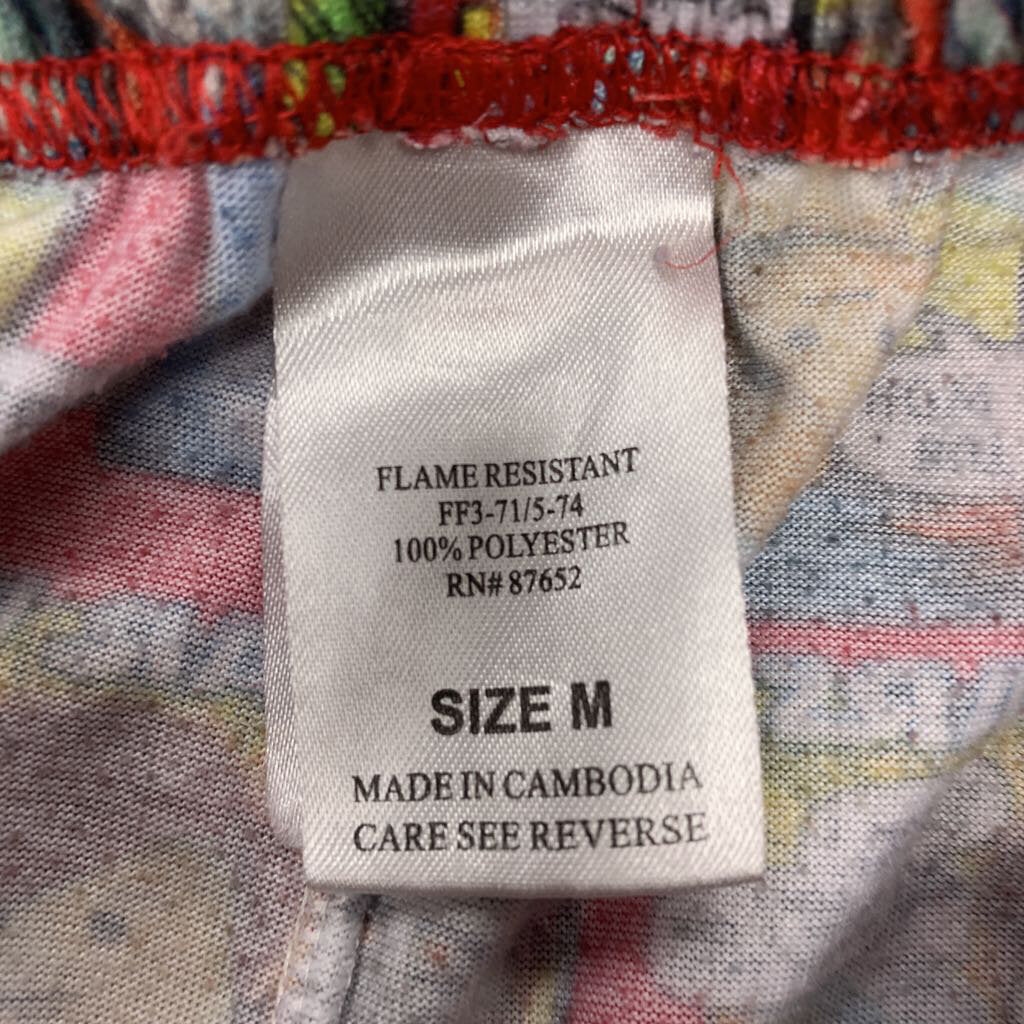 FLAME RESISTANT
FF3-71/5-74
100% POLYESTER
RN# 87652
SIZE M
MADE IN CAMBODIA
CARE SEE REVERSE